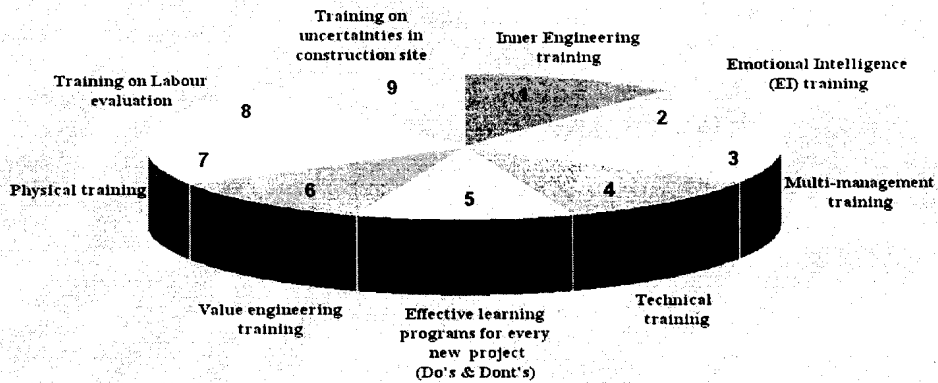 Training on
uncertainties in
construction site
Inner Engineering
training
Emotional Intelligence
(EI) training
Training on Labour
evaluation
9
1
8
2
7
3
Physical training
6
5
4
Multi-management
training
Value engineering
training
Effective learning
programs for every
new project
(Do's & Dont's)
Technical
training